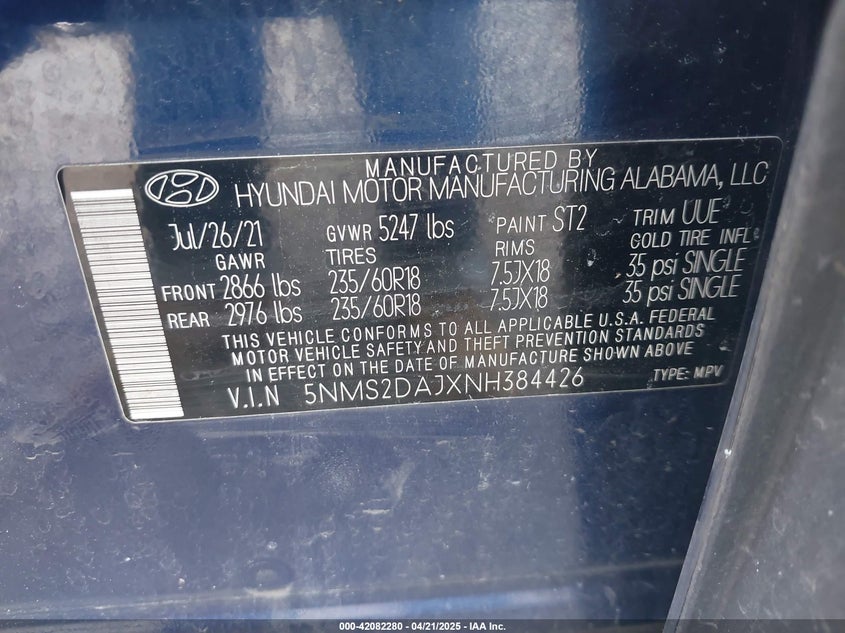 MANUFACTURED BY
HYUNDAI MOTOR MANUFACTURING ALABAMA, LLC
Jul/26/21 GVWR 5247 lbs PAINT ST2 TRIM UUE
GAWR TIRES RIMS COLD TIRE INFL
FRONT 2866 lbs 235/60R18 7.5JX18 35 psi SINGLE
REAR 2976 lbs 235/60R18 7.5JX18 35 psi SINGLE
THIS VEHICLE CONFORMS TO ALL APPLICABLE U.S.A. FEDERAL
MOTOR VEHICLE SAFETY AND THEFT PREVENTION STANDARDS
IN EFFECT ON THE DATE OF MANUFACTURE SHOWN ABOVE
V.I.N 5NMS2DAJXNH384426 TYPE: MPV
000-42082280 - 04/21/2025 - IAA Inc.